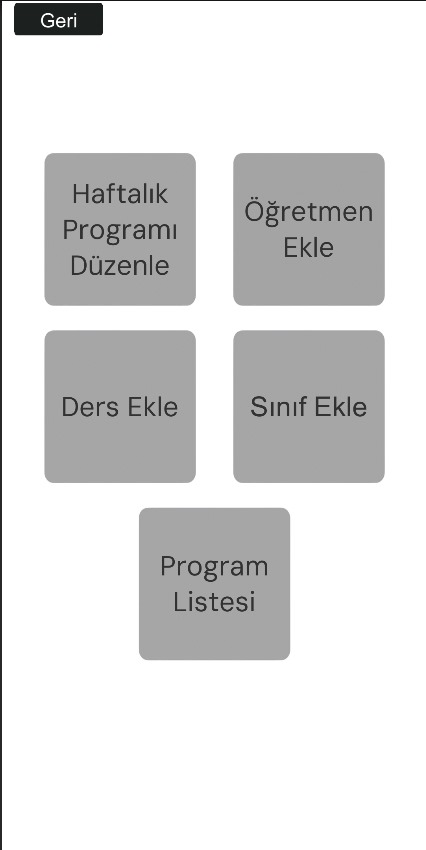 Geri
Haftalık
Programı
Düzenle
Öğretmen
Ekle
Ders Ekle
Sınıf Ekle
Program
Listesi